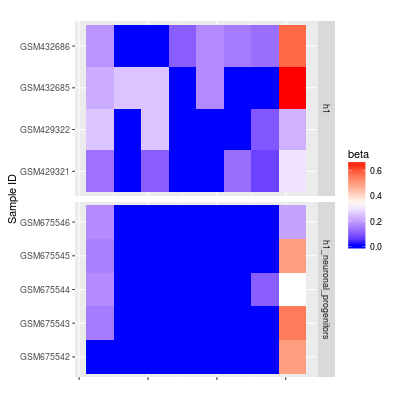 GSM432686
GSM432685
GSM429322
GSM429321
h1
Sample ID
GSM675546
GSM675545
GSM675544
GSM675543
GSM675542
h1_neuronal_progenitors
beta
0.6
0.4
0.2
0.0